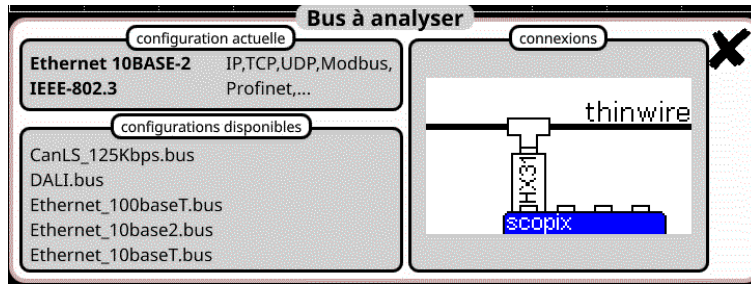 Bus à analyser
configuration actuelle
Ethernet 10BASE-2 IP,TCP,UDP,Modbus,
IEEE-802.3 Profinet,...
configurations disponibles
CanLS_125Kbps.bus
DALI.bus
Ethernet_100baseT.bus
Ethernet_10base2.bus
Ethernet_10baseT.bus
connexions
thinwire
HX31
scopix